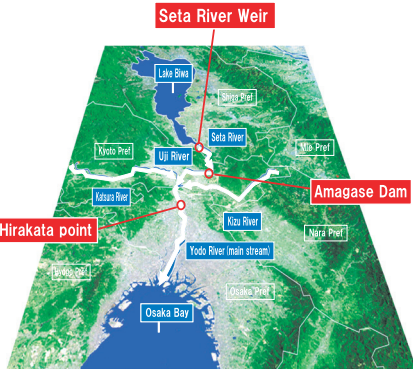 Seta River Weir
Lake Biwa
Shiga Pref
Seta River
Mie Pref
Kyoto Pref
Uji River
Amagase Dam
Katsura River
Hirakata point
Kizu River
Nara Pref
Yodo River (main stream)
Hyogo Pref
Osaka Pref
Osaka Bay